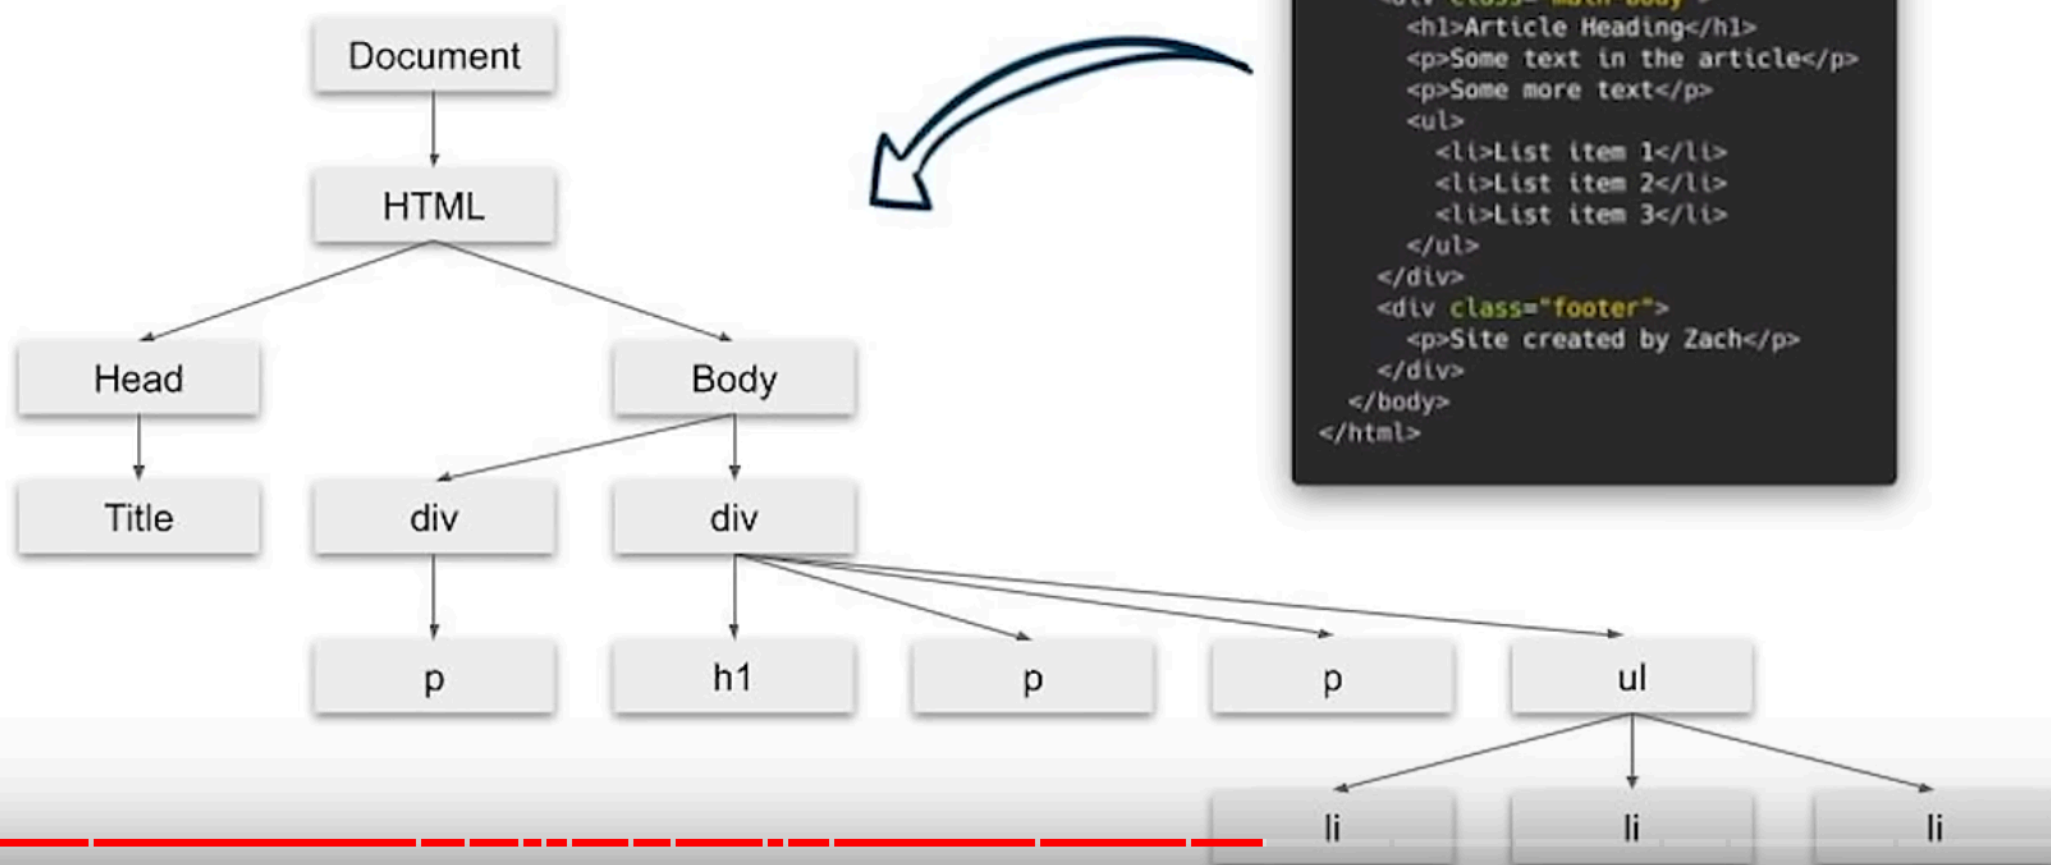 Document
HTML
Head
Body
Title
div
div
p
h1
p
p
ul
li
li
li
<h1>Article Heading</h1>
<p>Some text in the article</p>
<p>Some more text</p>
<ul>
<li>List item 1</li>
<li>List item 2</li>
<li>List item 3</li>
</ul>
</div>
<div class="footer">
<p>Site created by Zach</p>
</div>
</body>
</html>